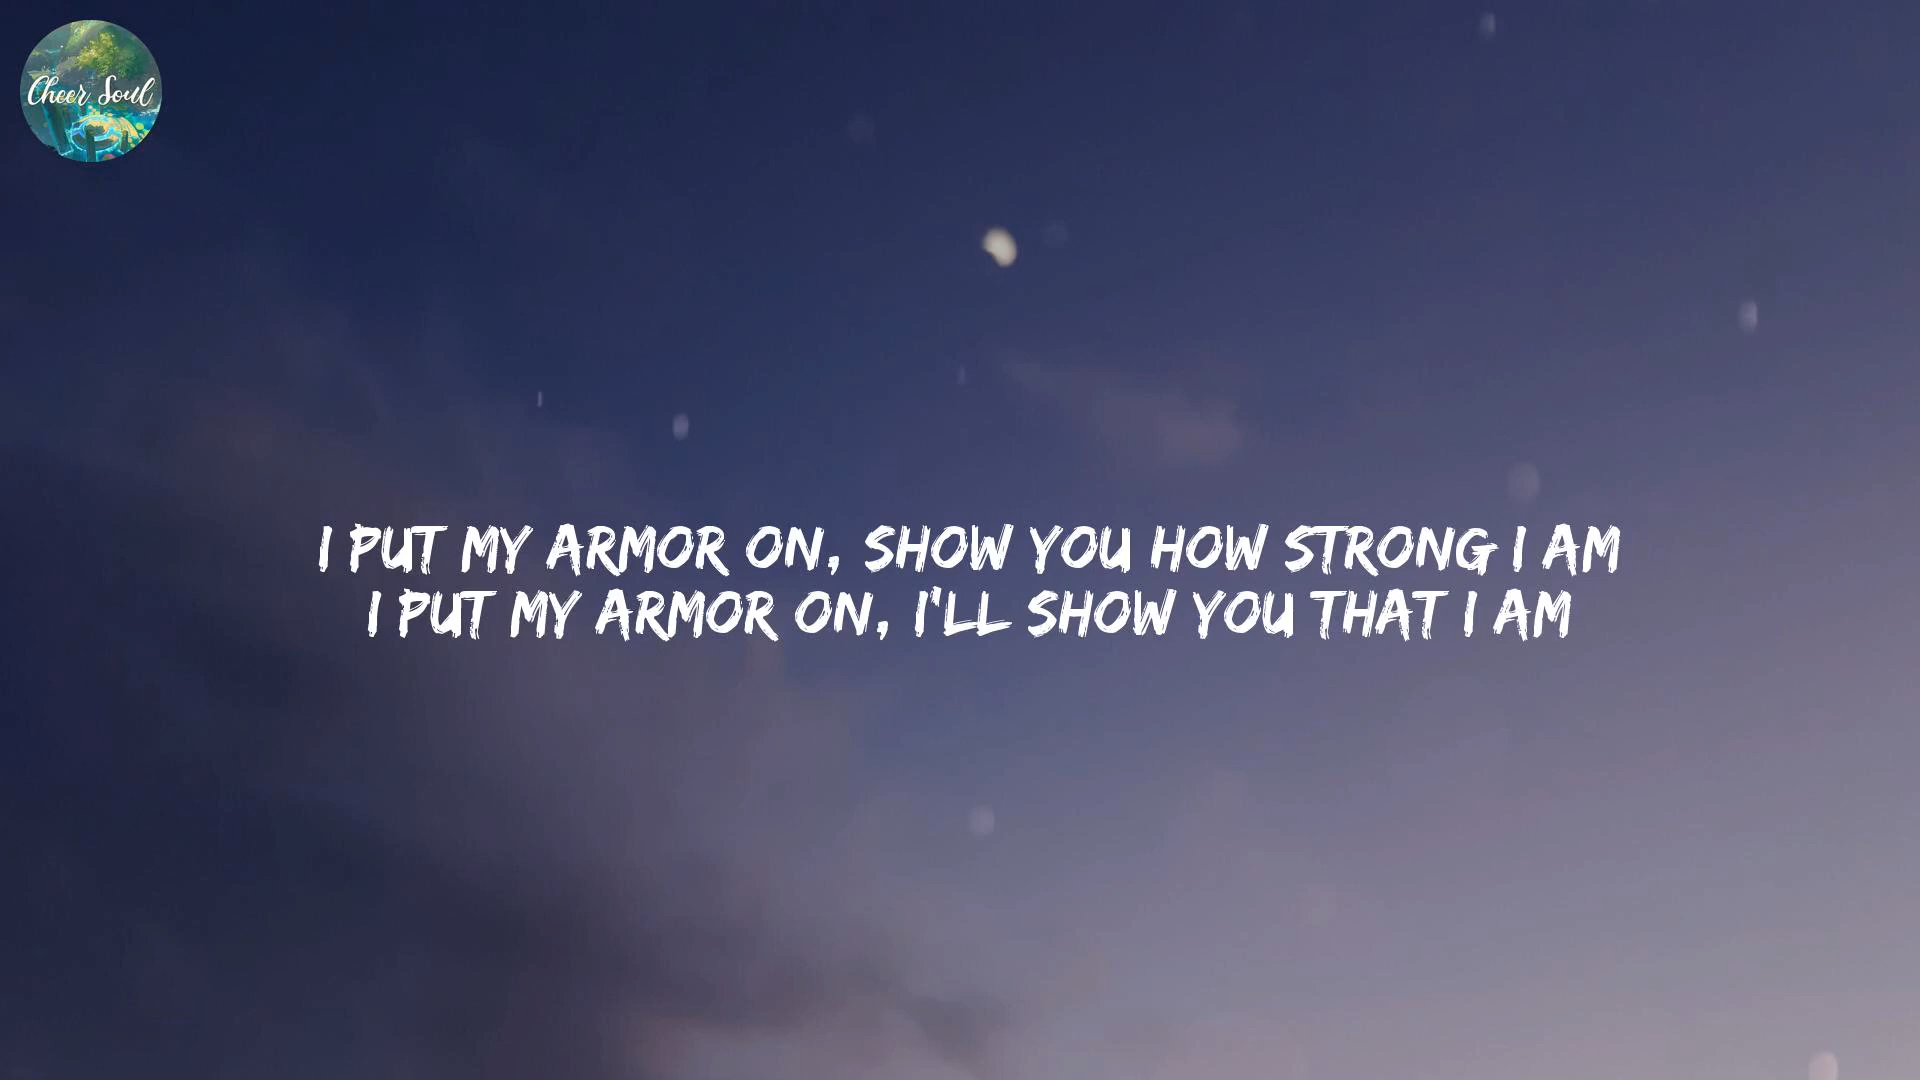 Cheer Soul
I PUT MY ARMOR ON, SHOW YOU HOW STRONG I AM
I PUT MY ARMOR ON, I'LL SHOW YOU THAT I AM